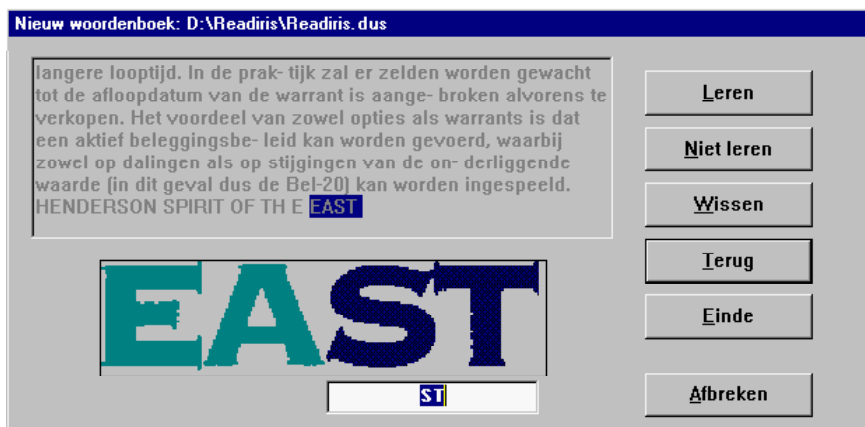 Nieuw woordenboek: D:\Readiris\Readiris.dus
langere looptijd. In de prak- tijk zal er zelden worden gewacht
tot de afloopdatum van de warrant is aange- broken alvorens te
verkopen. Het voordeel van zowel opties als warrants is dat
een aktief beleggingsbe- leid kan worden gevoerd, waarbij
zowel op dalingen als op stijgingen van de on- derliggende
waarde (in dit geval dus de Bel-20) kan worden ingespeeld.
HENDERSON SPIRIT OF TH E EAST
EAST
ST
Leren
Niet leren
Wissen
Terug
Einde
Afbreken